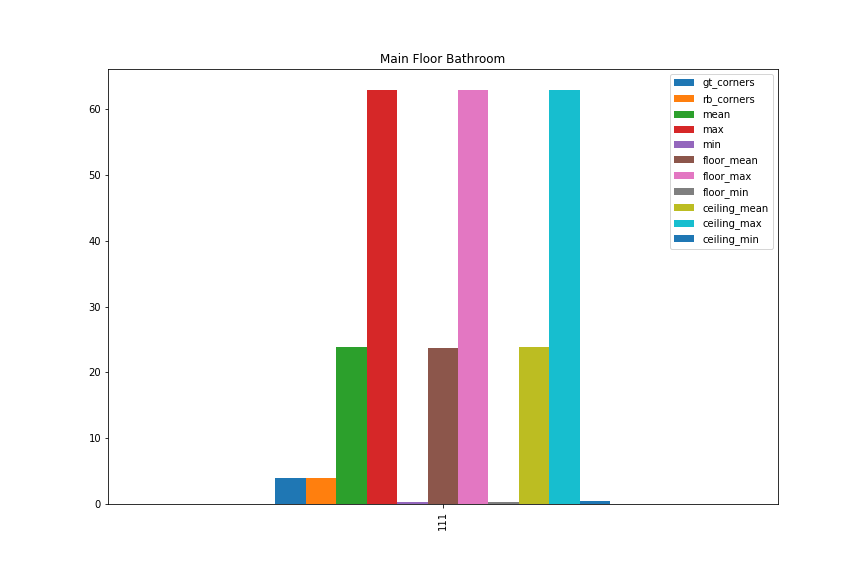 Main Floor Bathroom
gt_corners
rb_corners
mean
max
min
floor_mean
floor_max
floor_min
ceiling_mean
ceiling_max
ceiling_min
60
50
40
30
20
10
0
111